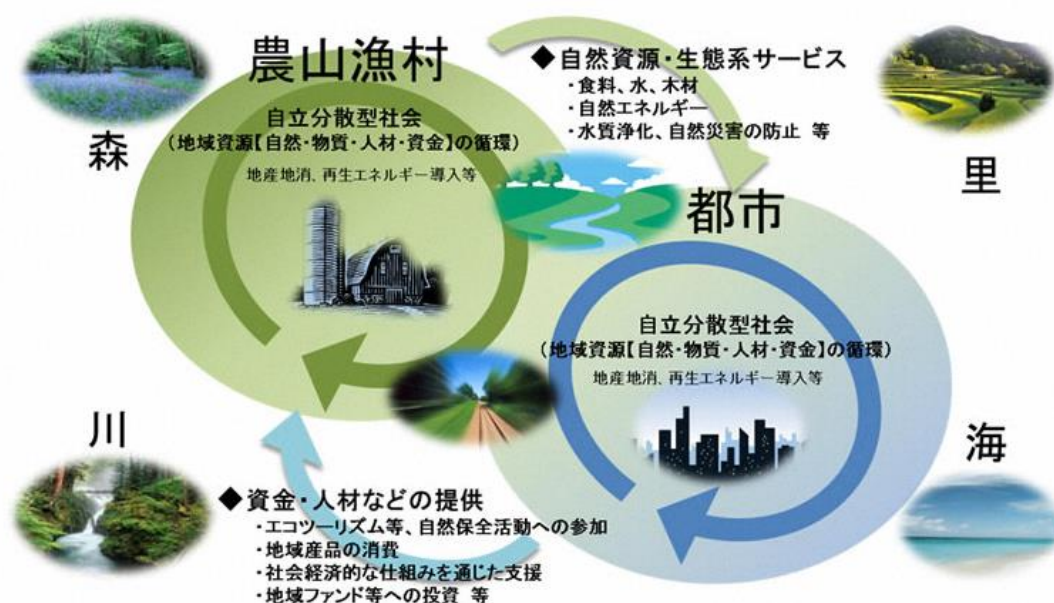 農山漁村
森
自立分散型社会
(地域資源【自然・物質・人材・資金】の循環)
地産地消、再生エネルギー導入等
◆自然資源・生態系サービス
・食料、水、木材
・自然エネルギー
・水質浄化、自然災害の防止 等
里
都市
自立分散型社会
(地域資源【自然・物質・人材・資金】の循環)
地産地消、再生エネルギー導入等
川
海
◆資金・人材などの提供
・エコツーリズム等、自然保全活動への参加
・地域産品の消費
・社会経済的な仕組みを通じた支援
・地域ファンド等への投資 等